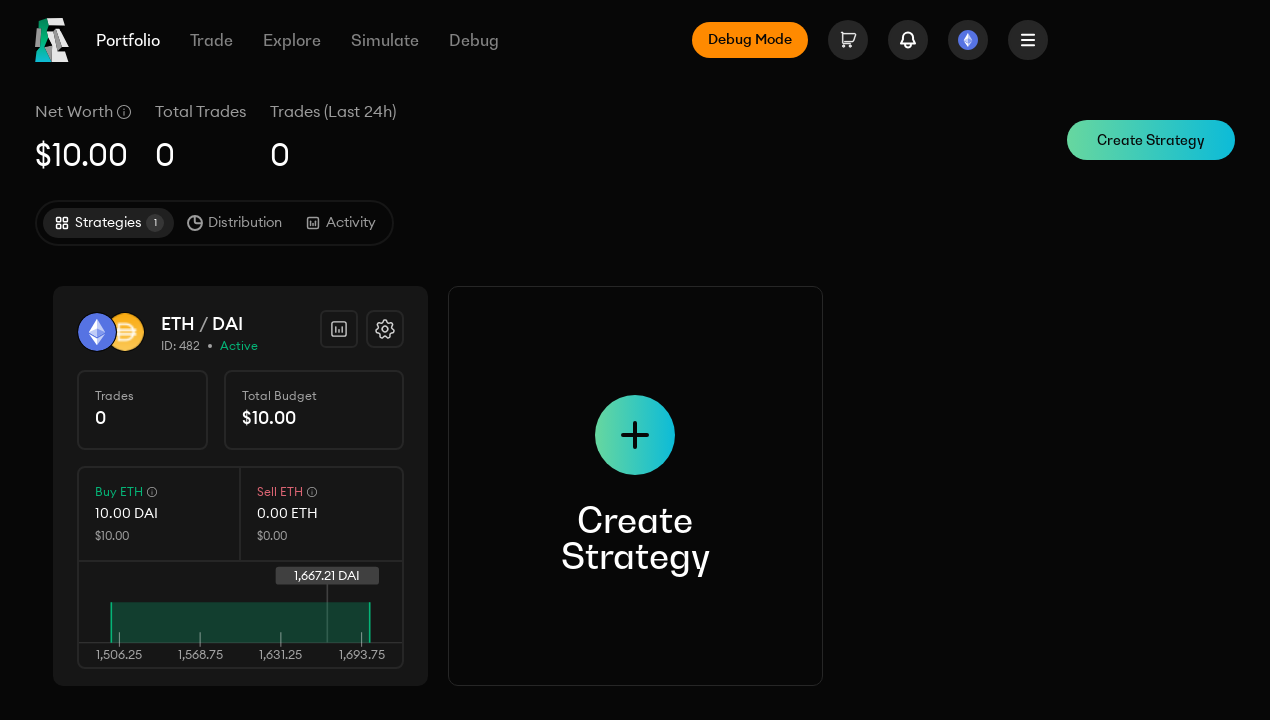 Portfolio Trade Explore Simulate Debug Debug Mode
Net Worth Total Trades Trades (Last 24h)
$10.00 0 0
Create Strategy
Strategies 1 Distribution Activity
ETH / DAI
ID: 482 • Active
Trades Total Budget
0 $10.00
Buy ETH Sell ETH
10.00 DAI 0.00 ETH
$10.00 $0.00
1,667.21 DAI
1,506.25 1,568.75 1,631.25 1,693.75
Create
Strategy